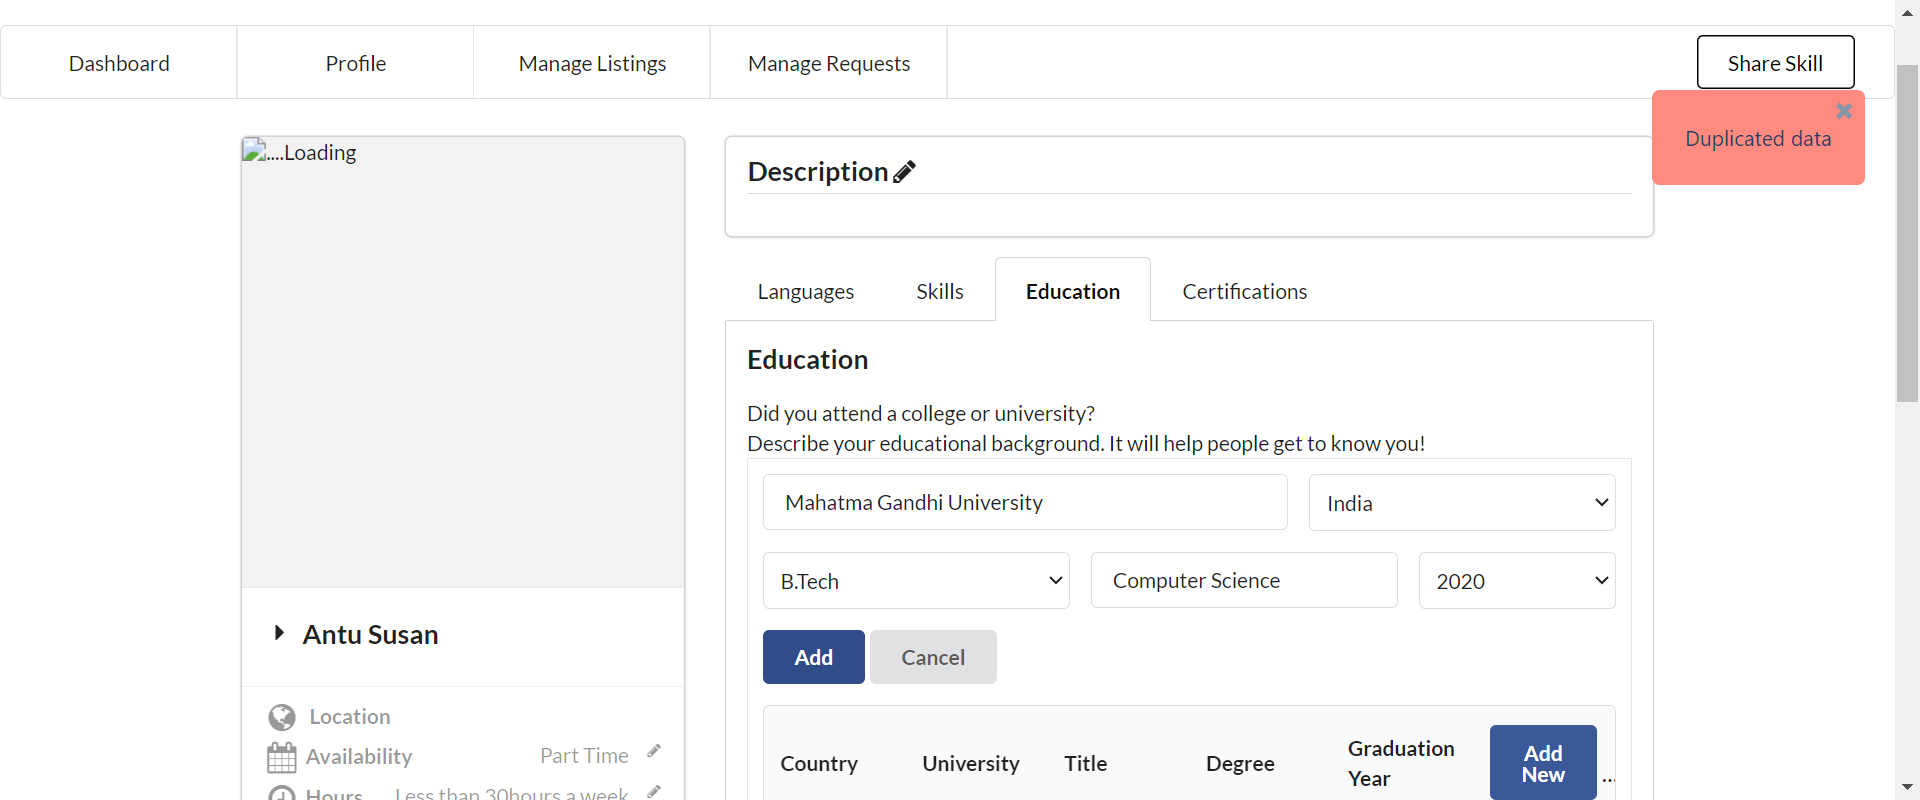 Dashboard
Profile
Manage Listings
Manage Requests
Share Skill
Duplicated data
....Loading
Description
Languages
Skills
Education
Certifications
Education
Did you attend a college or university?
Describe your educational background. It will help people get to know you!
Mahatma Gandhi University
India
B.Tech
Computer Science
2020
Add
Cancel
Country
University
Title
Degree
Graduation
Year
Add
New
...
Antu Susan
Location
Availability
Part Time
Hours
Less than 30hours a week